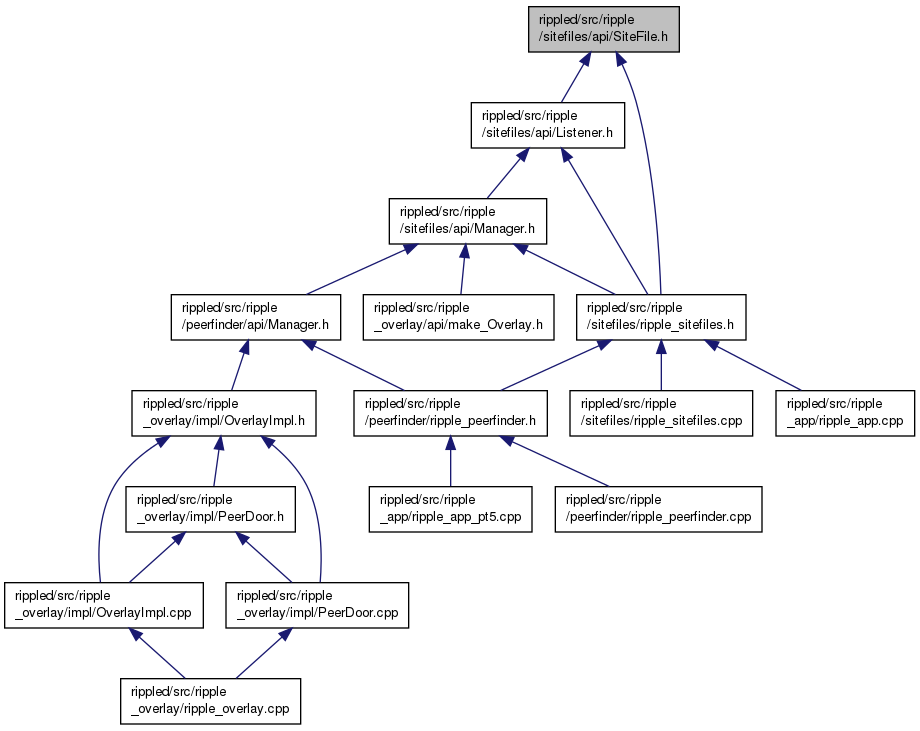 rippled/src/ripple
/sitefiles/api/SiteFile.h
rippled/src/ripple
/sitefiles/api/Listener.h
rippled/src/ripple
/sitefiles/api/Manager.h
rippled/src/ripple
/peerfinder/api/Manager.h
rippled/src/ripple
_overlay/api/make_Overlay.h
rippled/src/ripple
/sitefiles/ripple_sitefiles.h
rippled/src/ripple
_overlay/impl/OverlayImpl.h
rippled/src/ripple
/peerfinder/ripple_peerfinder.h
rippled/src/ripple
/sitefiles/ripple_sitefiles.cpp
rippled/src/ripple
_app/ripple_app.cpp
rippled/src/ripple
_overlay/impl/PeerDoor.h
rippled/src/ripple
_app/ripple_app_pt5.cpp
rippled/src/ripple
/peerfinder/ripple_peerfinder.cpp
rippled/src/ripple
_overlay/impl/OverlayImpl.cpp
rippled/src/ripple
_overlay/impl/PeerDoor.cpp
rippled/src/ripple
_overlay/ripple_overlay.cpp